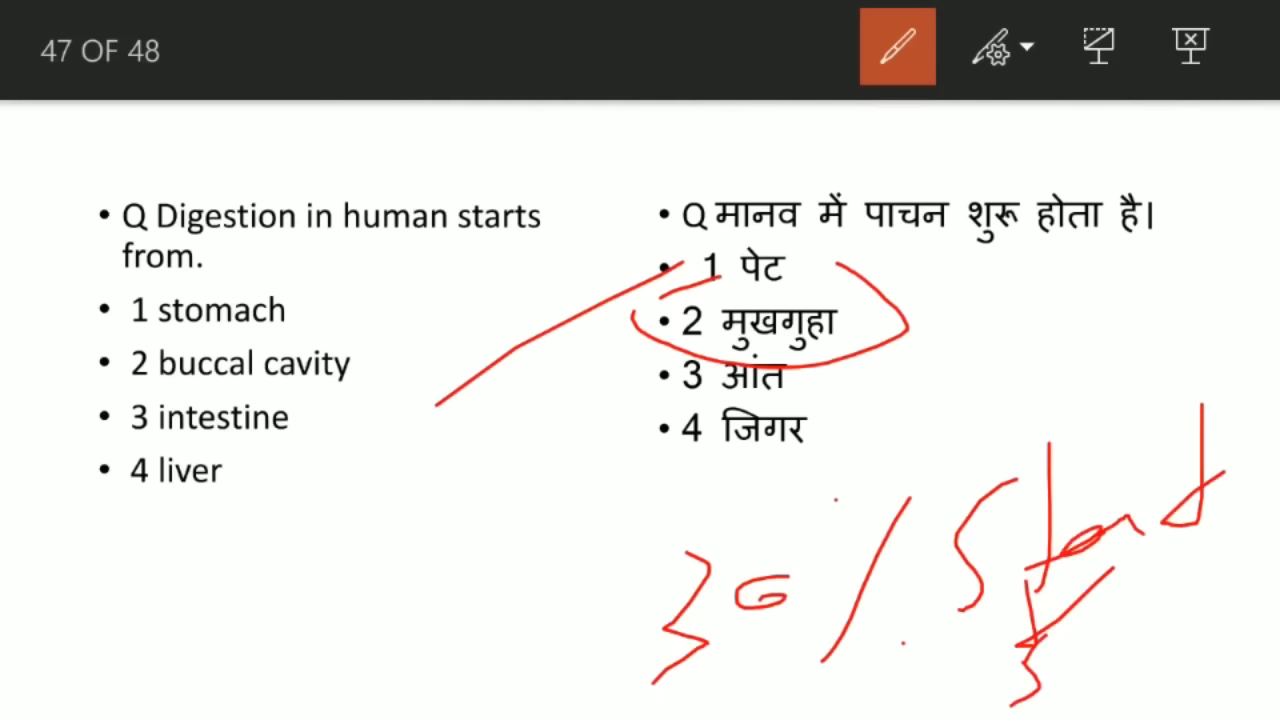 47 OF 48
• Q Digestion in human starts
from.
• 1 stomach
• 2 buccal cavity
• 3 intestine
• 4 liver
• Q मानव में पाचन शुरू होता है।
• 1 पेट
• 2 मुखगुहा
• 3 आंत
• 4 जिगर
30 %